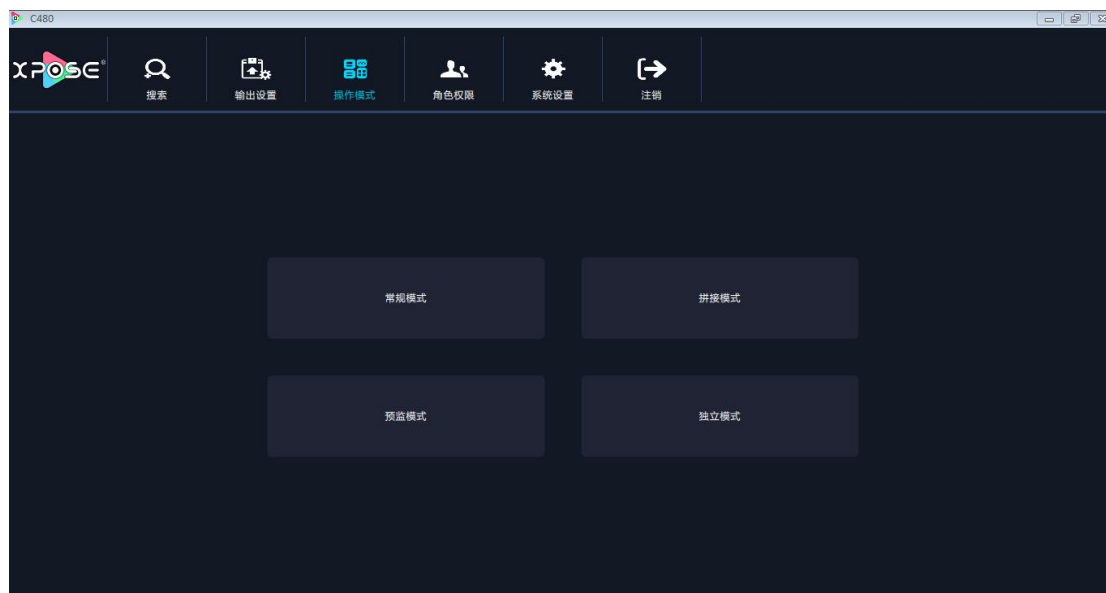 C480
XPOSE®
搜索
输出设置
操作模式
角色权限
系统设置
注销
常规模式
拼接模式
预监模式
独立模式